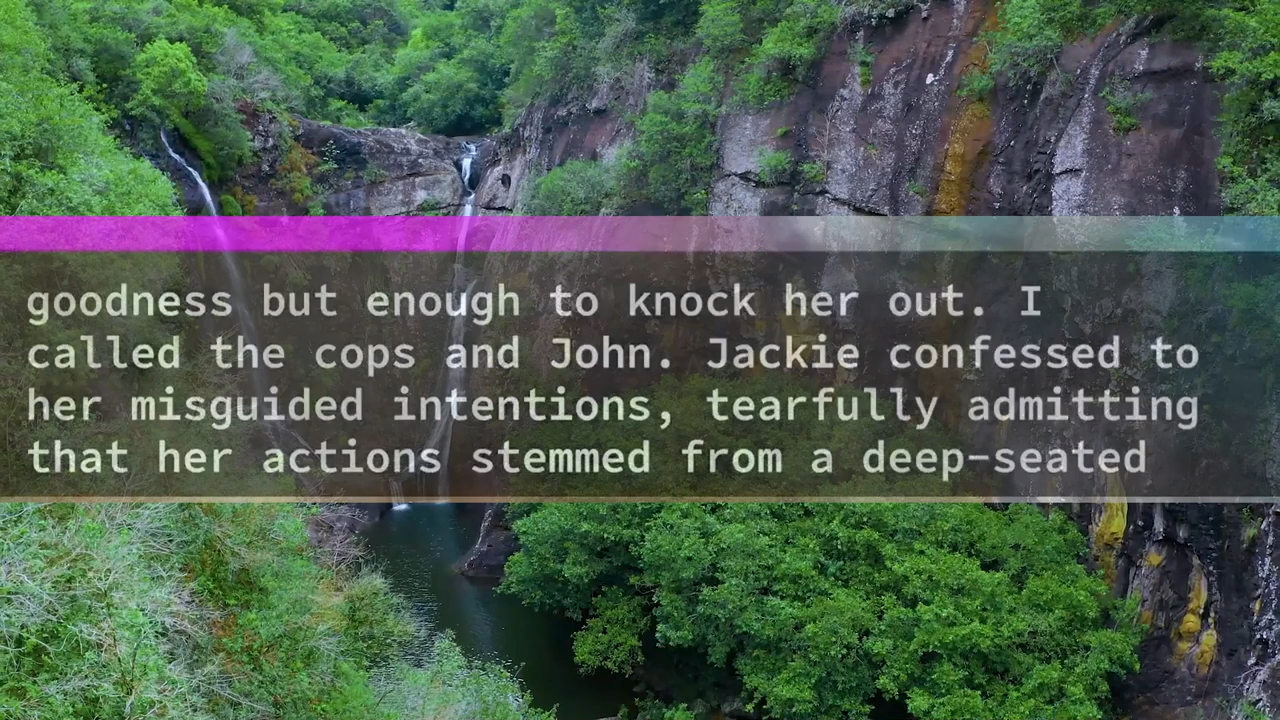 goodness but enough to knock her out. I
called the cops and John. Jackie confessed to
her misguided intentions, tearfully admitting
that her actions stemmed from a deep-seated